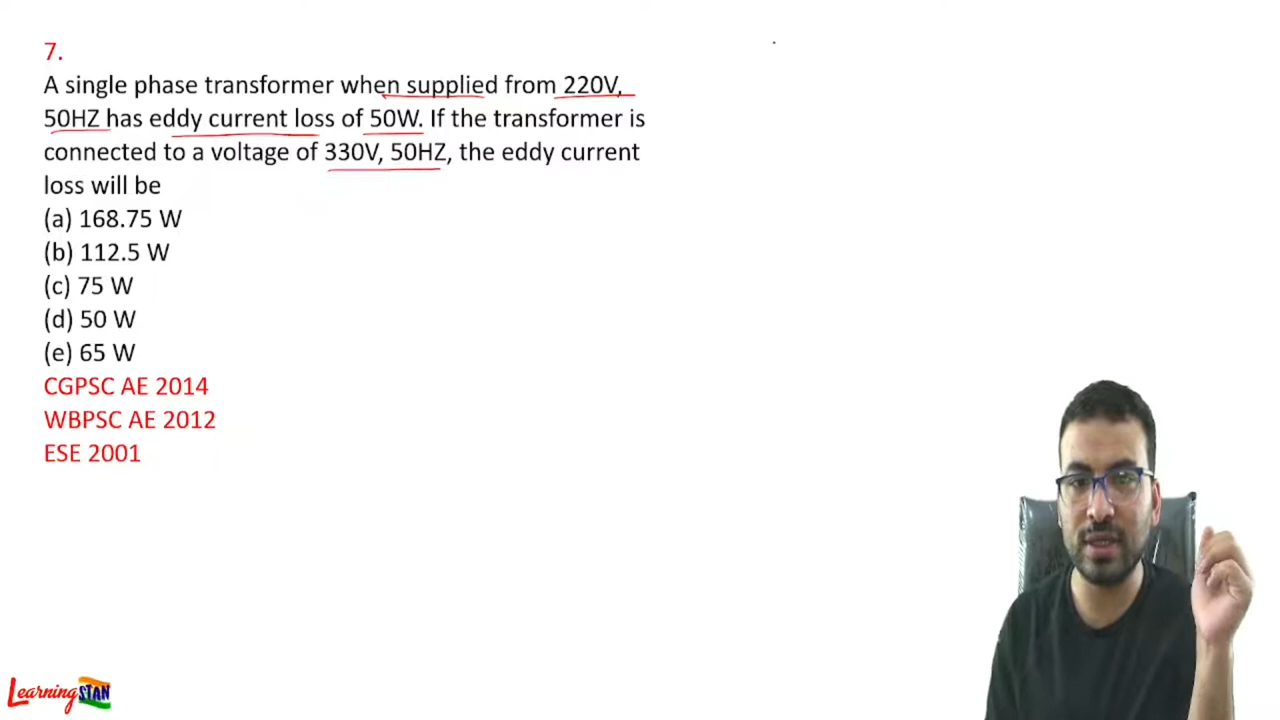 7.
A single phase transformer when supplied from 220V,
50HZ has eddy current loss of 50W. If the transformer is
connected to a voltage of 330V, 50HZ, the eddy current
loss will be
(a) 168.75 W
(b) 112.5 W
(c) 75 W
(d) 50 W
(e) 65 W
CGPSC AE 2014
WBPSC AE 2012
ESE 2001
LearningSTAN